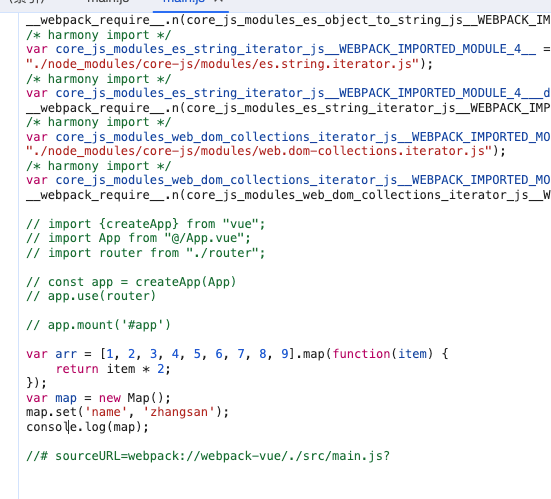 main.js
__webpack_require__.n(core_js_modules_es_object_to_string_js__WEBPACK_IM
/* harmony import */
var core_js_modules_es_string_iterator_js__WEBPACK_IMPORTED_MODULE_4__ =
"./node_modules/core-js/modules/es.string.iterator.js");
/* harmony import */
var core_js_modules_es_string_iterator_js__WEBPACK_IMPORTED_MODULE_4___d
__webpack_require__.n(core_js_modules_es_string_iterator_js__WEBPACK_IMP
/* harmony import */
var core_js_modules_web_dom_collections_iterator_js__WEBPACK_IMPORTED_MO
"./node_modules/core-js/modules/web.dom-collections.iterator.js");
/* harmony import */
var core_js_modules_web_dom_collections_iterator_js__WEBPACK_IMPORTED_MO
__webpack_require__.n(core_js_modules_web_dom_collections_iterator_js__W
// import {createApp} from "vue";
// import App from "@/App.vue";
// import router from "./router";
// const app = createApp(App)
// app.use(router)
// app.mount('#app')
var arr = [1, 2, 3, 4, 5, 6, 7, 8, 9].map(function(item) {
    return item * 2;
});
var map = new Map();
map.set('name', 'zhangsan');
console.log(map);
//# sourceURL=webpack://webpack-vue/./src/main.js?